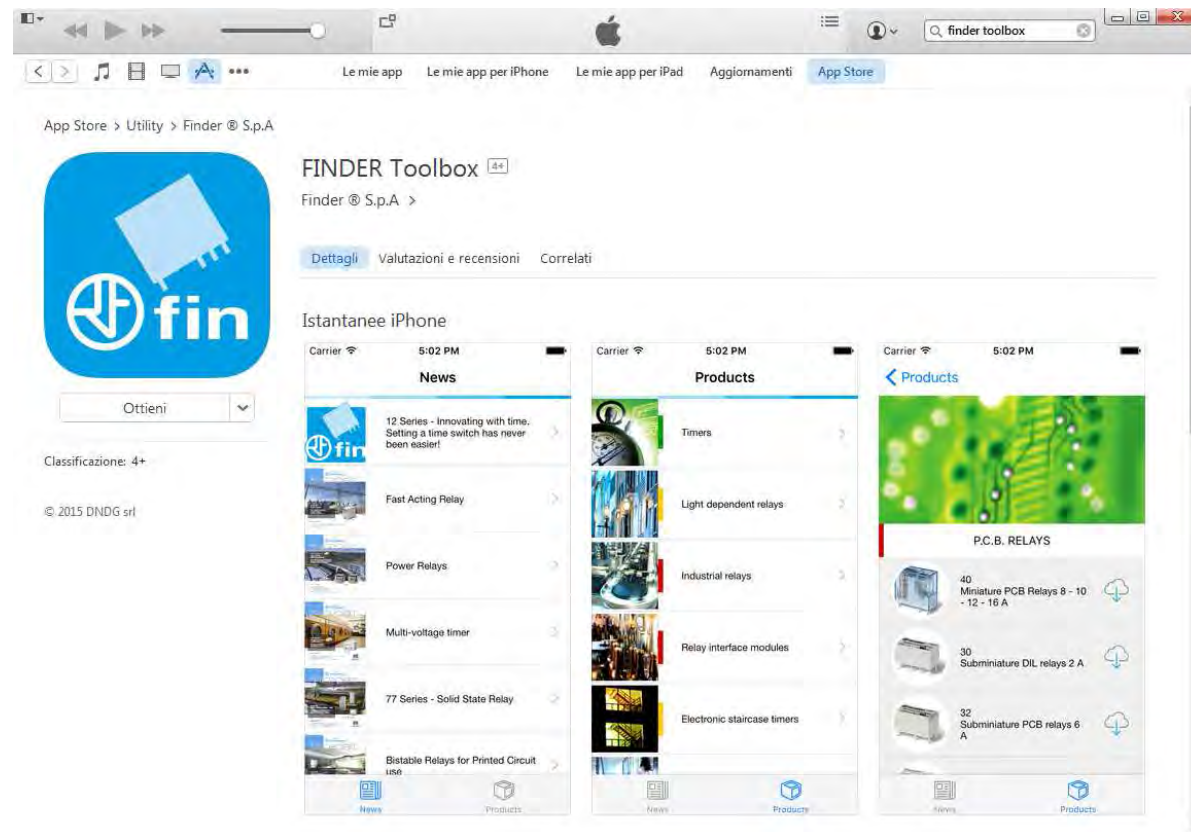 finder toolbox
Le mie app
Le mie app per iPhone
Le mie app per iPad
Aggiornamenti
App Store
App Store > Utility > Finder ® S.p.A
fin
Ottieni
Classificazione: 4+
© 2015 DNDG srl
FINDER Toolbox 4+
Finder ® S.p.A >
Dettagli
Valutazioni e recensioni
Correlati
Istantanee iPhone
Carrier
5:02 PM
News
fin
12 Series - Innovating with time.
Setting a time switch has never
been easier!
Fast Acting Relay
Power Relays
Multi-voltage timer
77 Series - Solid State Relay
Bistable Relays for Printed Circuit
use
News
Products
Carrier
5:02 PM
Products
Timers
Light dependent relays
Industrial relays
Relay interface modules
Electronic staircase timers
News
Products
Carrier
5:02 PM
Products
P.C.B. RELAYS
40
Miniature PCB Relays 8 - 10
- 12 - 16 A
30
Subminiature DIL relays 2 A
32
Subminiature PCB relays 6
A
News
Products